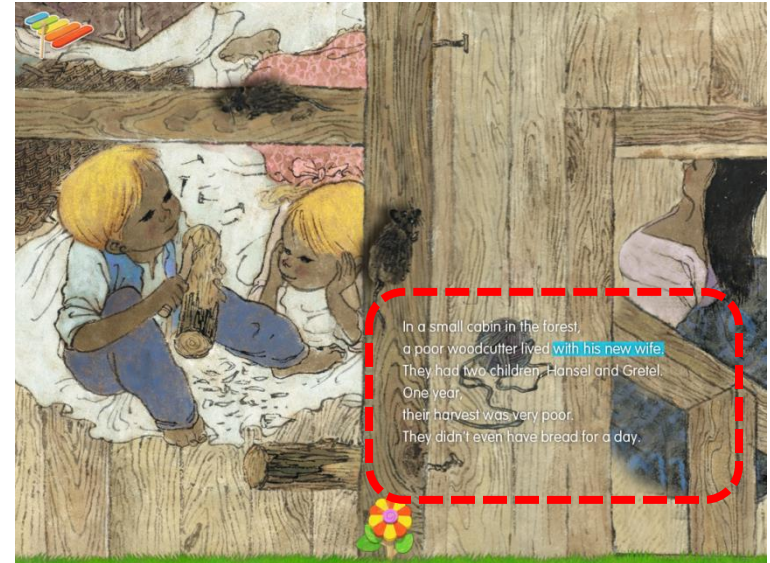 In a small cabin in the forest,
a poor woodcutter lived with his new wife.
They had two children, Hansel and Gretel.
One year,
their harvest was very poor.
They didn't even have bread for a day.